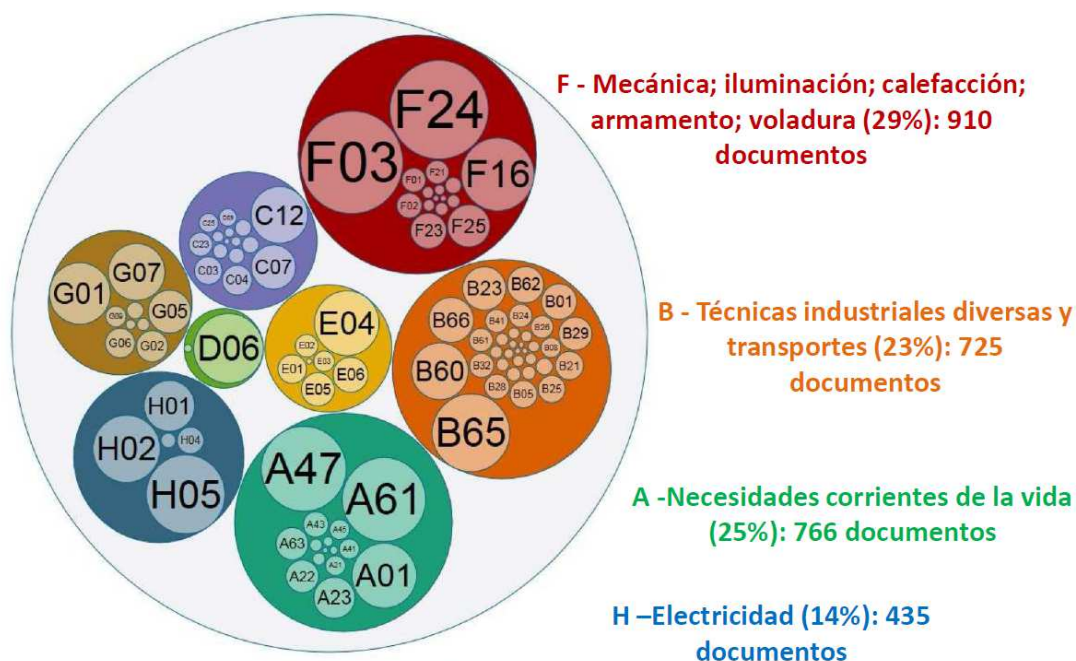 F24
F03
F16
F01
F21
F02
F23
F25
F - Mecánica; iluminación; calefacción;
armamento; voladura (29%): 910
documentos
C12
C25
C23
C03
C04
C07
G07
G01
G05
G09
G06
G02
D06
E04
E02
E03
E01
E05
E06
B23
B62
B01
B66
B41
B24
B26
B29
B61
B08
B60
B32
B21
B28
B05
B25
B65
B - Técnicas industriales diversas y
transportes (23%): 725
documentos
H01
H02
H04
H05
A47
A61
A43
A45
A63
A41
A21
A22
A23
A01
A -Necesidades corrientes de la vida
(25%): 766 documentos
H –Electricidad (14%): 435
documentos